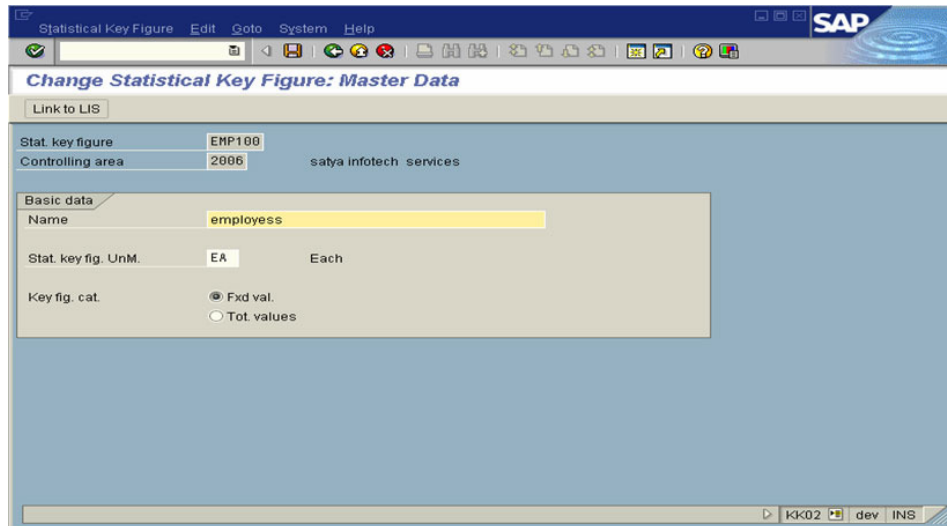 Statistical Key Figure Edit Goto System Help
SAP
Change Statistical Key Figure: Master Data
Link to LIS
Stat. key figure EMP100
Controlling area 2006 satya infotech services
Basic data
Name employess
Stat. key fig. UnM. EA Each
Key fig. cat. Fxd val.
Tot. values
KK02 dev INS